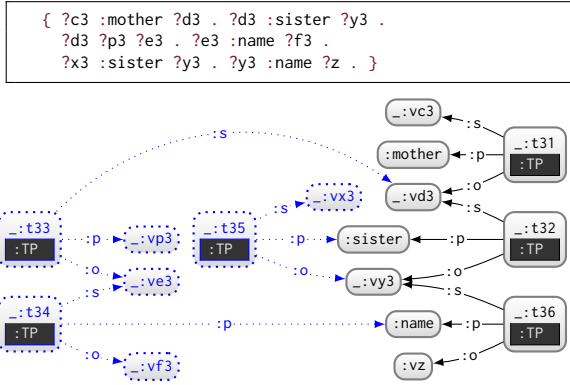 { ?c3 :mother ?d3 . ?d3 :sister ?y3 .
?d3 ?p3 ?e3 . ?e3 :name ?f3 .
?x3 :sister ?y3 . ?y3 :name ?z . }
_:vc3
:s
:s
_:t31
:TP
:mother
:p
:o
_:vx3
_:vd3
:s
:s
_:t33
:TP
:p
_:vp3
_:t35
:TP
:p
:sister
:p
_:t32
:TP
:o
:o
:o
:s
_:ve3
_:vy3
:s
_:t34
:TP
:p
:name
:p
_:t36
:TP
:o
_:vf3
:vz
:o